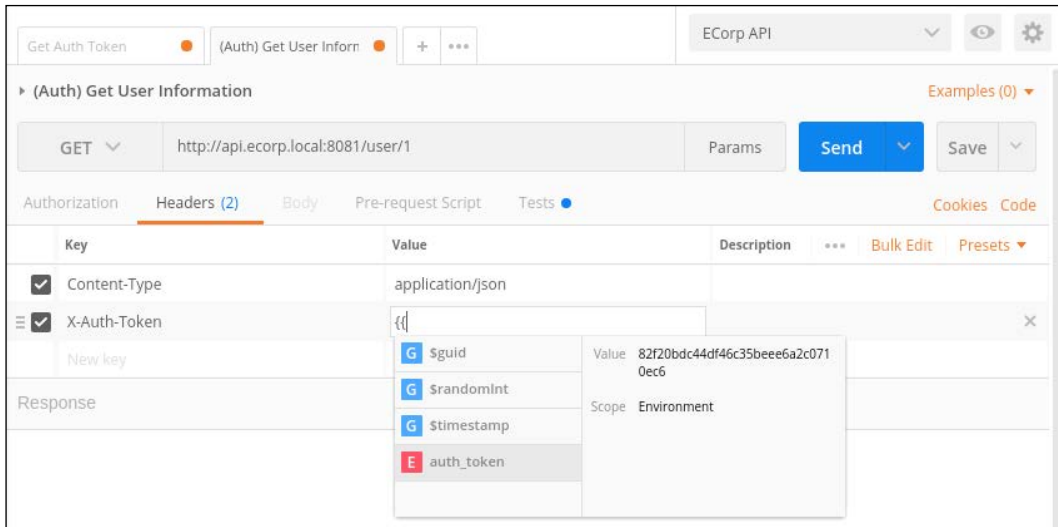 Get Auth Token
(Auth) Get User Inforn
ECorp API
(Auth) Get User Information
Examples (0)
GET
http://api.ecorp.local:8081/user/1
Params
Send
Save
Authorization
Headers (2)
Body
Pre-request Script
Tests
Cookies
Code
Key
Value
Description
Bulk Edit
Presets
Content-Type
application/json
X-Auth-Token
{{
New key
G $guid
G $randomInt
G $timestamp
E auth_token
Value 82f20bdc44df46c35beee6a2c071
0ec6
Scope Environment
Response